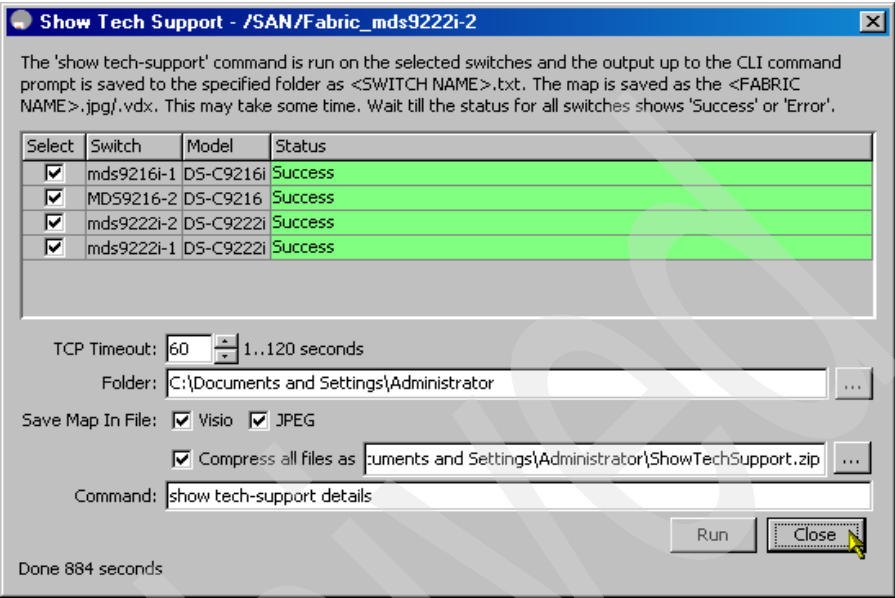 Show Tech Support - /SAN/Fabric_mds9222i-2
The 'show tech-support' command is run on the selected switches and the output up to the CLI command
prompt is saved to the specified folder as <SWITCH NAME>.txt. The map is saved as the <FABRIC
NAME>.jpg/.vdx. This may take some time. Wait till the status for all switches shows 'Success' or 'Error'.
Select Switch Model Status
mds9216i-1 DS-C9216i Success
MDS9216-2 DS-C9216 Success
mds9222i-2 DS-C9222i Success
mds9222i-1 DS-C9222i Success
TCP Timeout: 60 1..120 seconds
Folder: C:\Documents and Settings\Administrator ...
Save Map In File: Visio JPEG
Compress all files as :uments and Settings\Administrator\ShowTechSupport.zip ...
Command: show tech-support details
Run Close
Done 884 seconds